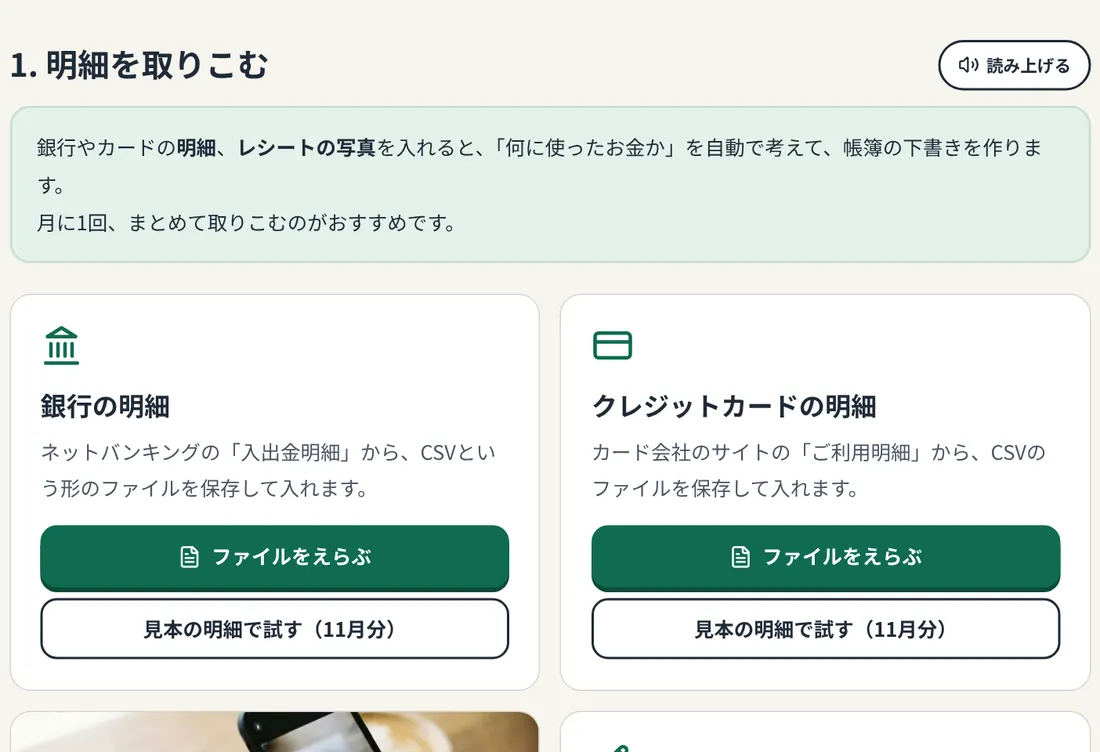 1. 明細を取りこむ
読み上げる
銀行やカードの明細、レシートの写真を入れると、「何に使ったお金か」を自動で考えて、帳簿の下書きを作りま
す。
月に1回、まとめて取りこむのがおすすめです。
銀行の明細
ネットバンキングの「入出金明細」から、CSVとい
う形のファイルを保存して入れます。
ファイルをえらぶ
見本の明細で試す（11月分）
クレジットカードの明細
カード会社のサイトの「ご利用明細」から、CSVの
ファイルを保存して入れます。
ファイルをえらぶ
見本の明細で試す（11月分）